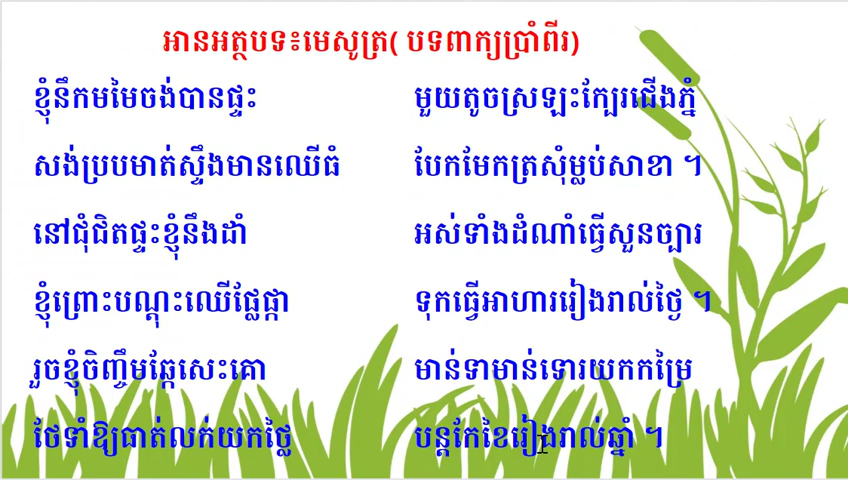 អានអត្ថបទ៖មេសូត្រ( បទពាក្យប្រាំពីរ)
ខ្ញុំនឹកមមៃចង់បានផ្ទះ មួយតូចស្រឡះក្បែរជើងភ្នំ
សង់ប្របមាត់ស្ទឹងមានឈើធំ បែកមែកត្រសុំម្លប់សាខា ។
នៅជុំជិតផ្ទះខ្ញុំនឹងដាំ អស់ទាំងដំណាំធ្វើសួនច្បារ
ខ្ញុំព្រោះបណ្តុះឈើផ្លែផ្កា ទុកធ្វើអាហាររៀងរាល់ថ្ងៃ ។
រួចខ្ញុំចិញ្ចឹមឆ្កែសេះគោ មាន់ទាមាន់ទោរយកកម្រៃ
ថែទាំឱ្យធាត់លក់យកថ្លៃ បន្តកែខៃរៀងរាល់ឆ្នាំ ។